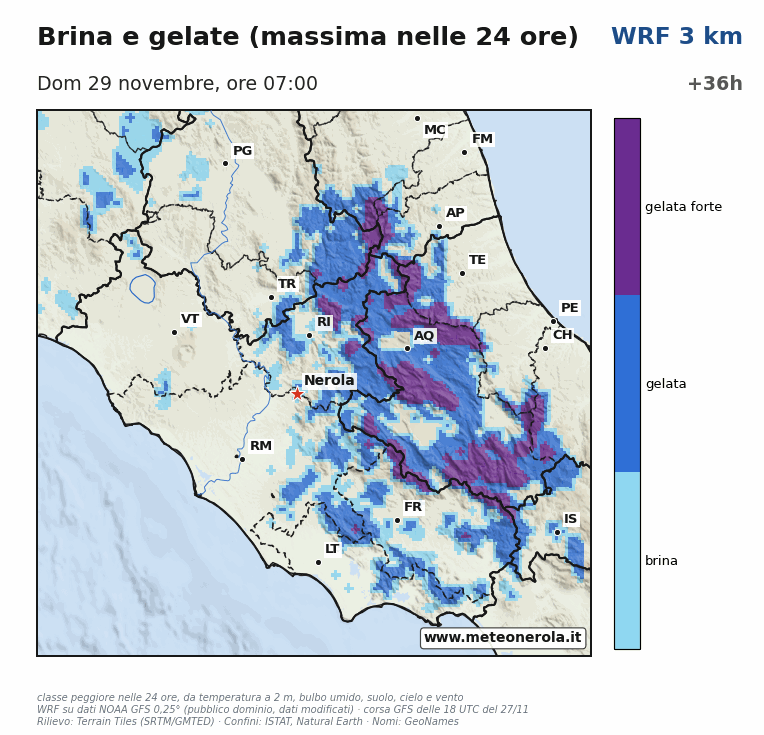 Brina e gelate (massima nelle 24 ore)
WRF 3 km
Dom 29 novembre, ore 07:00
+36h
MC
FM
PG
AP
TE
TR
PE
VT
RI
AQ
CH
Nerola
RM
FR
IS
LT
www.meteonerola.it
gelata forte
gelata
brina
classe peggiore nelle 24 ore, da temperatura a 2 m, bulbo umido, suolo, cielo e vento
WRF su dati NOAA GFS 0,25° (pubblico dominio, dati modificati) · corsa GFS delle 18 UTC del 27/11
Rilievo: Terrain Tiles (SRTM/GMTED) · Confini: ISTAT, Natural Earth · Nomi: GeoNames